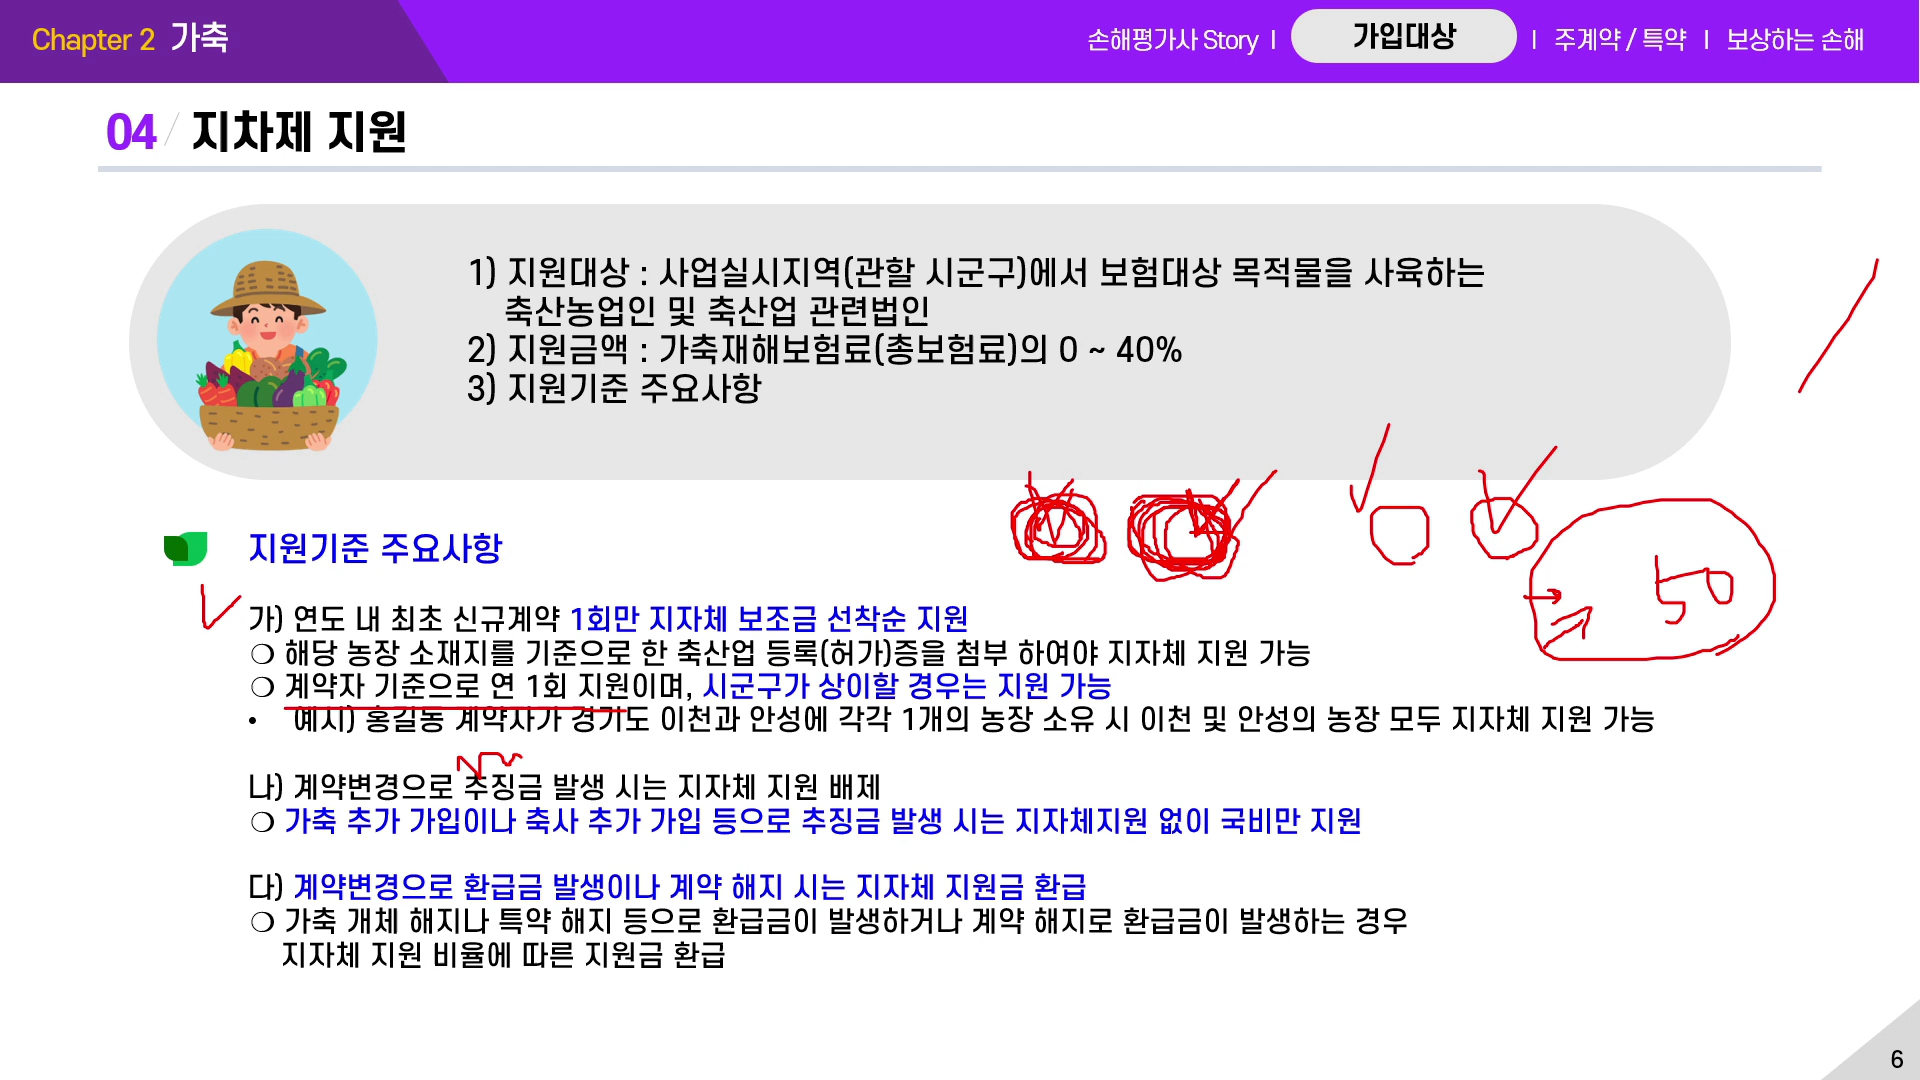 Chapter 2 가축
손해평가사 Story | 가입대상 | 주계약 / 특약 | 보상하는 손해
04 / 지차제 지원
1) 지원대상 : 사업실시지역(관할 시군구)에서 보험대상 목적물을 사육하는
축산농업인 및 축산업 관련법인
2) 지원금액 : 가축재해보험료(총보험료)의 0 ~ 40%
3) 지원기준 주요사항
지원기준 주요사항
50
가) 연도 내 최초 신규계약 1회만 지자체 보조금 선착순 지원
❍ 해당 농장 소재지를 기준으로 한 축산업 등록(허가)증을 첨부 하여야 지자체 지원 가능
❍ 계약자 기준으로 연 1회 지원이며, 시군구가 상이할 경우는 지원 가능
• 예시) 홍길동 계약자가 경기도 이천과 안성에 각각 1개의 농장 소유 시 이천 및 안성의 농장 모두 지자체 지원 가능
나) 계약변경으로 추징금 발생 시는 지자체 지원 배제
❍ 가축 추가 가입이나 축사 추가 가입 등으로 추징금 발생 시는 지자체지원 없이 국비만 지원
다) 계약변경으로 환급금 발생이나 계약 해지 시는 지자체 지원금 환급
❍ 가축 개체 해지나 특약 해지 등으로 환급금이 발생하거나 계약 해지로 환급금이 발생하는 경우
지자체 지원 비율에 따른 지원금 환급
6